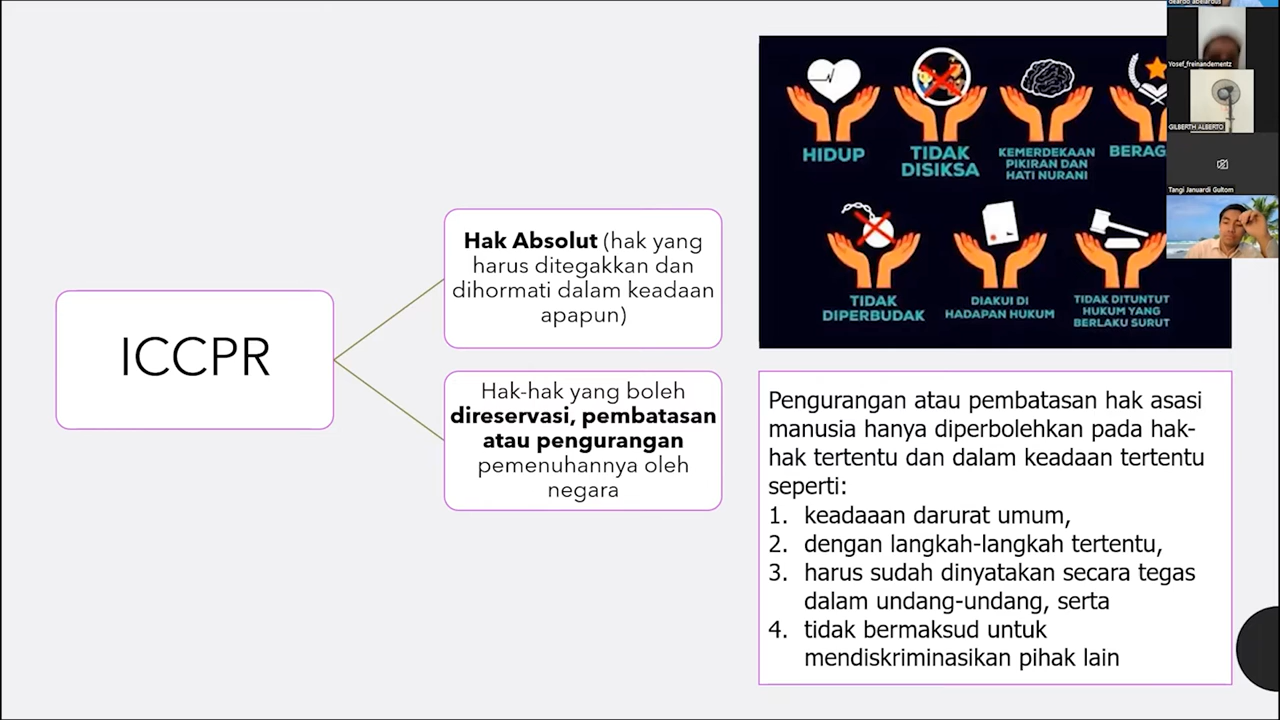 ICCPR
Hak Absolut (hak yang
harus ditegakkan dan
dihormati dalam keadaan
apapun)
Hak-hak yang boleh
direservasi, pembatasan
atau pengurangan
pemenuhannya oleh
negara
HIDUP
TIDAK
DISIKSA
KEMERDEKAAN
PIKIRAN DAN
HATI NURANI
BERAG
TIDAK
DIPERBUDAK
DIAKUI DI
HADAPAN HUKUM
TIDAK DITUNTUT
HUKUM YANG
BERLAKU SURUT
Pengurangan atau pembatasan hak asasi
manusia hanya diperbolehkan pada hak-
hak tertentu dan dalam keadaan tertentu
seperti:
1. keadaaan darurat umum,
2. dengan langkah-langkah tertentu,
3. harus sudah dinyatakan secara tegas
dalam undang-undang, serta
4. tidak bermaksud untuk
mendiskriminasikan pihak lain
Yosef_freinandementz
GILBERTH ALBERTO
Tangi Januardi Gultom